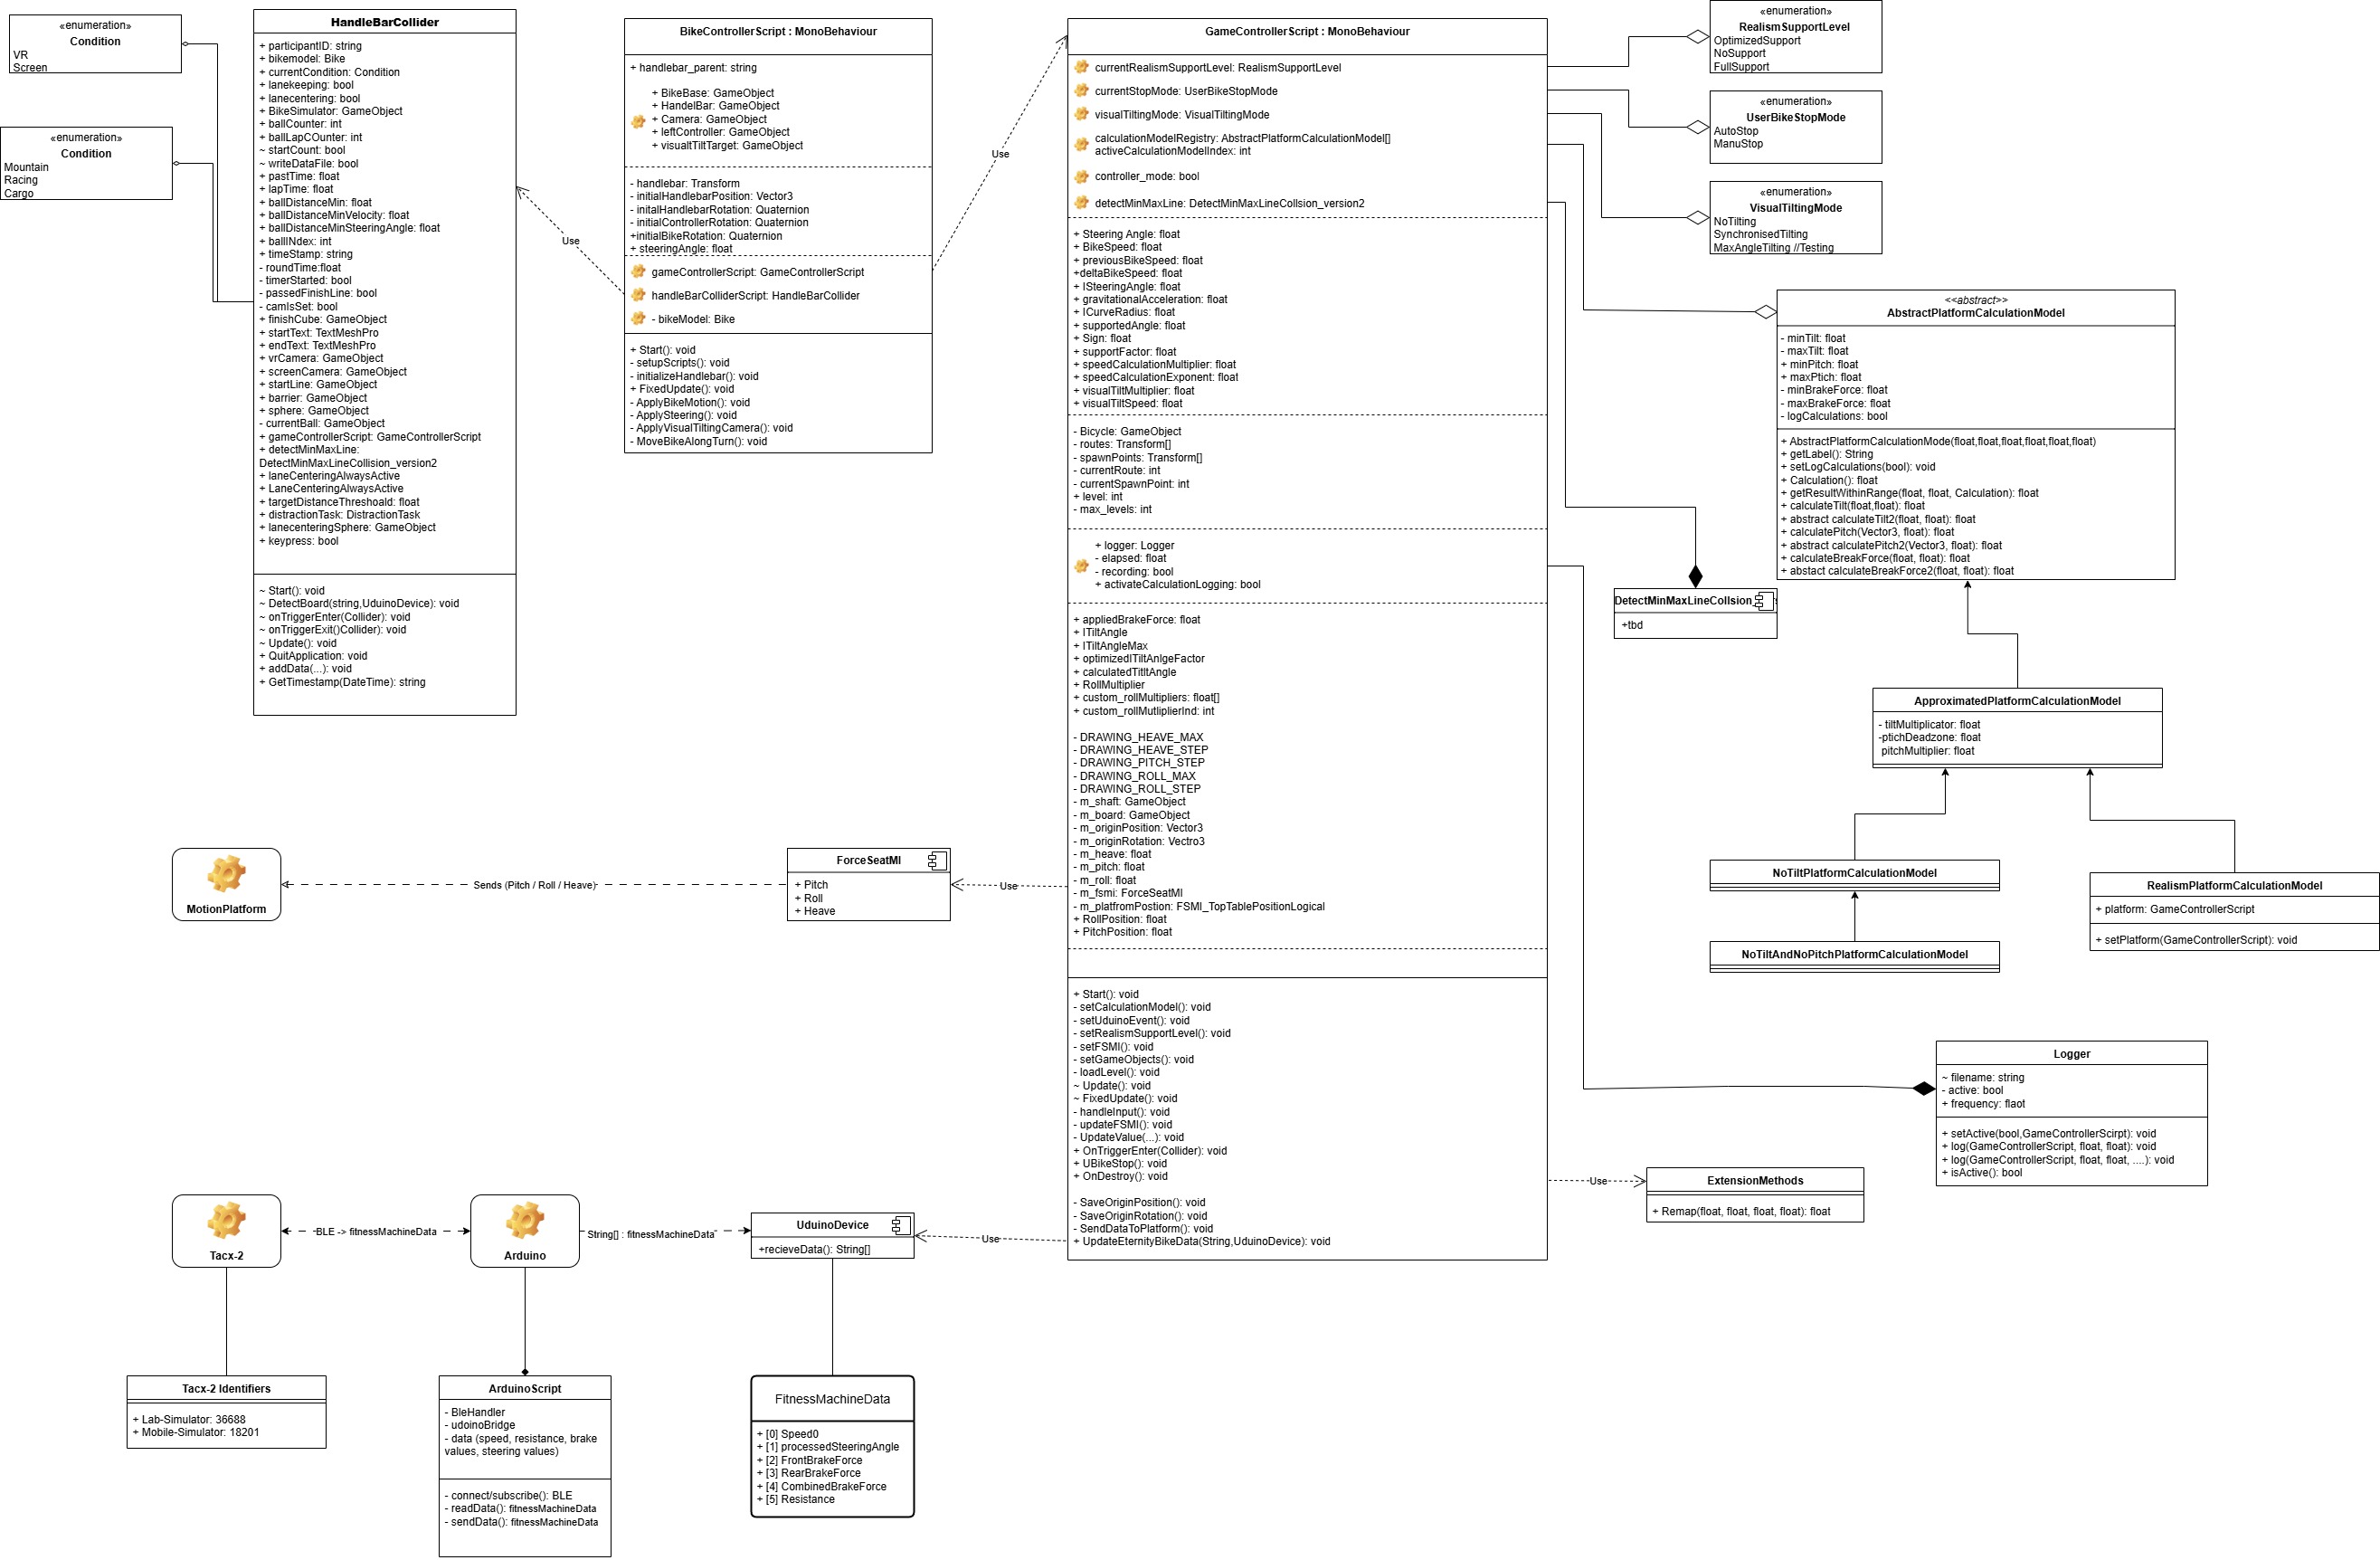 «enumeration»
Condition
VR
Screen
«enumeration»
Condition
Mountain
Racing
Cargo
HandleBarCollider
+ participantID: string
+ bikemodel: Bike
+ currentCondition: Condition
+ lanekeeping: bool
+ lanecentering: bool
+ BikeSimulator: GameObject
+ ballCounter: int
+ ballLapCOunter: int
~ startCount: bool
~ writeDataFile: bool
+ pastTime: float
+ lapTime: float
+ ballDistanceMin: float
+ ballDistanceMinVelocity: float
+ ballDistanceMinSteeringAngle: float
+ ballINdex: int
+ timeStamp: string
- roundTime:float
- timerStarted: bool
- passedFinishLine: bool
- camIsSet: bool
+ finishCube: GameObject
+ startText: TextMeshPro
+ endText: TextMeshPro
+ vrCamera: GameObject
+ screenCamera: GameObject
+ startLine: GameObject
+ barrier: GameObject
+ sphere: GameObject
- currentBall: GameObject
+ gameControllerScript: GameControllerScript
+ detectMinMaxLine:
DetectMinMaxLineCollision_version2
+ laneCenteringAlwaysActive
+ LaneCenteringAlwaysActive
+ targetDistanceThreshoald: float
+ distractionTask: DistractionTask
+ lanecenteringSphere: GameObject
+ keypress: bool
~ Start(): void
~ DetectBoard(string,UduinoDevice): void
~ onTriggerEnter(Collider): void
~ onTriggerExit()Collider): void
~ Update(): void
+ QuitApplication: void
+ addData(...): void
+ GetTimestamp(DateTime): string
Use
BikeControllerScript : MonoBehaviour
+ handlebar_parent: string
+ BikeBase: GameObject
+ HandelBar: GameObject
+ Camera: GameObject
+ leftController: GameObject
+ visualtTiltTarget: GameObject
- handlebar: Transform
- initialHandlebarPosition: Vector3
- initalHandlebarRotation: Quaternion
- initialControllerRotation: Quaternion
+initialBikeRotation: Quaternion
+ steeringAngle: float
gameControllerScript: GameControllerScript
handleBarColliderScript: HandleBarCollider
- bikeModel: Bike
+ Start(): void
- setupScripts(): void
- initializeHandlebar(): void
+ FixedUpdate(): void
- ApplyBikeMotion(): void
- ApplySteering(): void
- ApplyVisualTiltingCamera(): void
- MoveBikeAlongTurn(): void
Use
GameControllerScript : MonoBehaviour
currentRealismSupportLevel: RealismSupportLevel
currentStopMode: UserBikeStopMode
visualTiltingMode: VisualTiltingMode
calculationModelRegistry: AbstractPlatformCalculationModel[]
activeCalculationModelIndex: int
controller_mode: bool
detectMinMaxLine: DetectMinMaxLineCollsion_version2
+ Steering Angle: float
+ BikeSpeed: float
+ previousBikeSpeed: float
+deltaBikeSpeed: float
+ lSteeringAngle: float
+ gravitationalAcceleration: float
+ lCurveRadius: float
+ supportedAngle: float
+ Sign: float
+ supportFactor: float
+ speedCalculationMultiplier: float
+ speedCalculationExponent: float
+ visualTiltMultiplier: float
+ visualTiltSpeed: float
- Bicycle: GameObject
- routes: Transform[]
- spawnPoints: Transform[]
- currentRoute: int
- currentSpawnPoint: int
+ level: int
- max_levels: int
+ logger: Logger
- elapsed: float
- recording: bool
+ activateCalculationLogging: bool
+ appliedBrakeForce: float
+ lTiltAngle
+ lTiltAngleMax
+ optimizedlTiltAnlgeFactor
+ calculatedTitltAngle
+ RollMultiplier
+ custom_rollMultipliers: float[]
+ custom_rollMutliplierInd: int
- DRAWING_HEAVE_MAX
- DRAWING_HEAVE_STEP
- DRAWING_PITCH_STEP
- DRAWING_ROLL_MAX
- DRAWING_ROLL_STEP
- m_shaft: GameObject
- m_board: GameObject
- m_originPosition: Vector3
- m_originRotation: Vectro3
- m_heave: float
- m_pitch: float
- m_roll: float
- m_fsmi: ForceSeatMI
- m_platfromPostion: FSMI_TopTablePositionLogical
+ RollPosition: float
+ PitchPosition: float
+ Start(): void
- setCalculationModel(): void
- setUduinoEvent(): void
- setRealismSupportLevel(): void
- setFSMI(): void
- setGameObjects(): void
- loadLevel(): void
~ Update(): void
~ FixedUpdate(): void
- handleInput(): void
- updateFSMI(): void
- UpdateValue(...): void
+ OnTriggerEnter(Collider): void
+ UBikeStop(): void
+ OnDestroy(): void
- SaveOriginPosition(): void
- SaveOriginRotation(): void
- SendDataToPlatform(): void
+ UpdateEternityBikeData(String,UduinoDevice): void
«enumeration»
RealismSupportLevel
OptimizedSupport
NoSupport
FullSupport
«enumeration»
UserBikeStopMode
AutoStop
ManuStop
«enumeration»
VisualTiltingMode
NoTilting
SynchronisedTilting
MaxAngleTilting //Testing
<<abstract>>
AbstractPlatformCalculationModel
- minTilt: float
- maxTilt: float
+ minPitch: float
+ maxPtich: float
- minBrakeForce: float
- maxBrakeForce: float
- logCalculations: bool
+ AbstractPlatformCalculationMode(float,float,float,float,float,float)
+ getLabel(): String
+ setLogCalculations(bool): void
+ Calculation(): float
+ getResultWithinRange(float, float, Calculation): float
+ calculateTilt(float,float): float
+ abstract calculateTilt2(float, float): float
+ calculatePitch(Vector3, float): float
+ abstract calculatePitch2(Vector3, float): float
+ calculateBreakForce(float, float): float
+ abstact calculateBreakForce2(float, float): float
DetectMinMaxLineCollsion_
+tbd
ApproximatedPlatformCalculationModel
- tiltMultiplicator: float
-ptichDeadzone: float
pitchMultiplier: float
NoTiltPlatformCalculationModel
NoTiltAndNoPitchPlatformCalculationModel
RealismPlatformCalculationModel
+ platform: GameControllerScript
+ setPlatform(GameControllerScript): void
Logger
~ filename: string
- active: bool
+ frequency: flaot
+ setActive(bool,GameControllerScirpt): void
+ log(GameControllerScript, float, float): void
+ log(GameControllerScript, float, float, ....): void
+ isActive(): bool
Use
ExtensionMethods
+ Remap(float, float, float, float): float
MotionPlatform
Sends (Pitch / Roll / Heave)
ForceSeatMI
+ Pitch
+ Roll
+ Heave
Use
Tacx-2
BLE -> fitnessMachineData
Arduino
String[] : fitnessMachineData
UduinoDevice
+recieveData(): String[]
Use
Tacx-2 Identifiers
+ Lab-Simulator: 36688
+ Mobile-Simulator: 18201
ArduinoScript
- BleHandler
- udoinoBridge
- data (speed, resistance, brake
values, steering values)
- connect/subscribe(): BLE
- readData(): fitnessMachineData
- sendData(): fitnessMachineData
FitnessMachineData
+ [0] Speed0
+ [1] processedSteeringAngle
+ [2] FrontBrakeForce
+ [3] RearBrakeForce
+ [4] CombinedBrakeForce
+ [5] Resistance